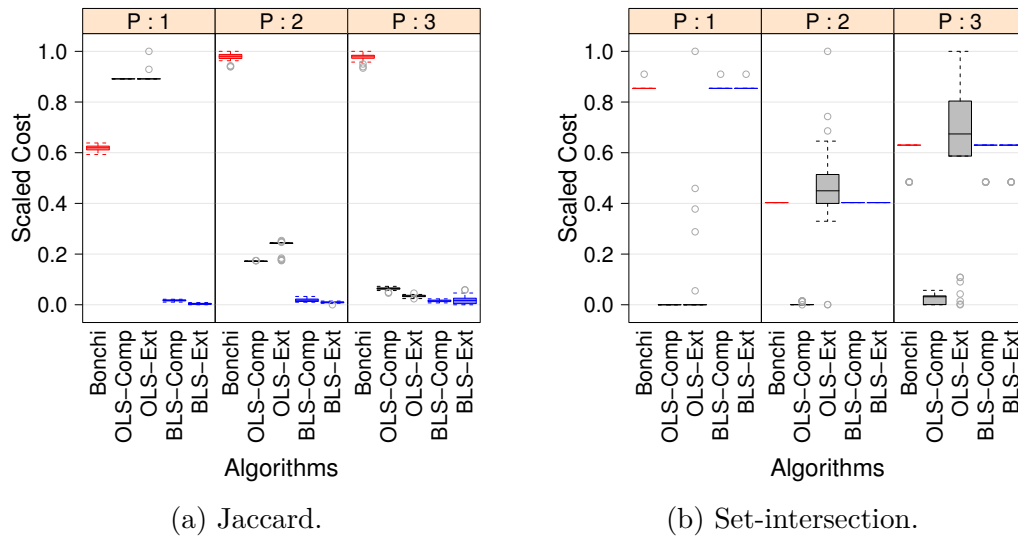 P : 1 P : 2 P : 3
1.0
0.8
0.6
0.4
0.2
0.0
Scaled Cost
Bonchi
OLS−Comp
OLS−Ext
BLS−Comp
BLS−Ext
Bonchi
OLS−Comp
OLS−Ext
BLS−Comp
BLS−Ext
Bonchi
OLS−Comp
OLS−Ext
BLS−Comp
BLS−Ext
Algorithms
(a) Jaccard.
P : 1 P : 2 P : 3
1.0
0.8
0.6
0.4
0.2
0.0
Scaled Cost
Bonchi
OLS−Comp
OLS−Ext
BLS−Comp
BLS−Ext
Bonchi
OLS−Comp
OLS−Ext
BLS−Comp
BLS−Ext
Bonchi
OLS−Comp
OLS−Ext
BLS−Comp
BLS−Ext
Algorithms
(b) Set-intersection.